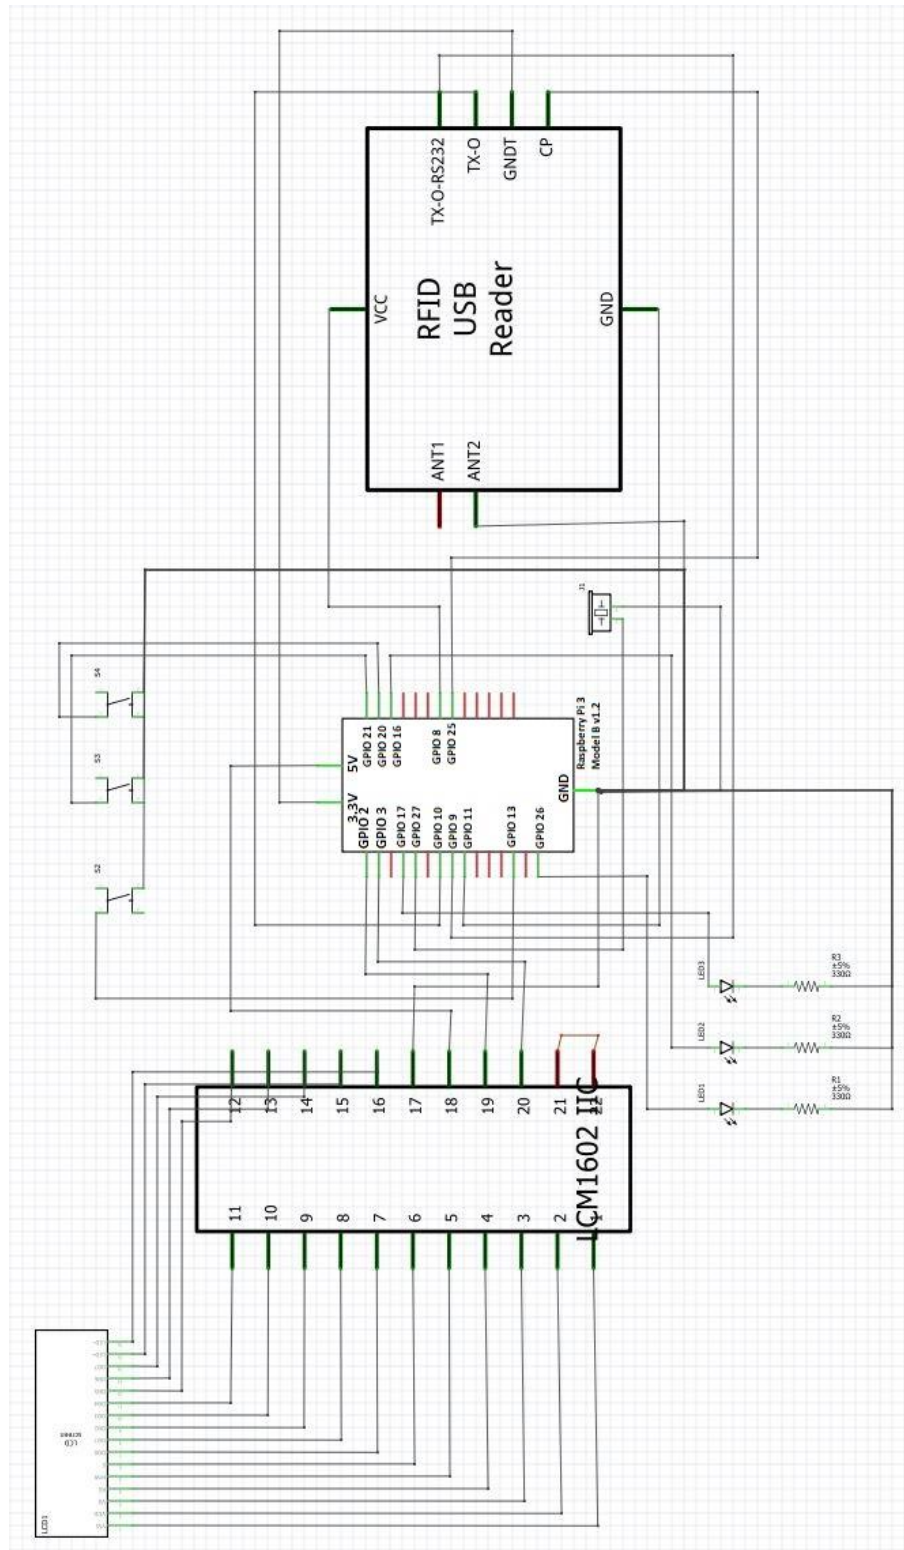 TX-O-RS232
TX-O
GNDT
CP
VCC
RFID
USB
Reader
GND
ANT1
ANT2
J1
S4
S3
S2
5V
3.3V
GPIO 21
GPIO 20
GPIO 16
GPIO 8
GPIO 25
Raspberry Pi 3
Model B v1.2
GND
GPIO 2
GPIO 3
GPIO 17
GPIO 27
GPIO 10
GPIO 9
GPIO 11
GPIO 13
GPIO 26
LED3
R3
±5%
330Ω
LED2
R2
±5%
330Ω
LED1
R1
±5%
330Ω
12
13
14
15
16
17
18
19
20
21
22
LCM1602 IIC
11
10
9
8
7
6
5
4
3
2
1
LCD
LCD1